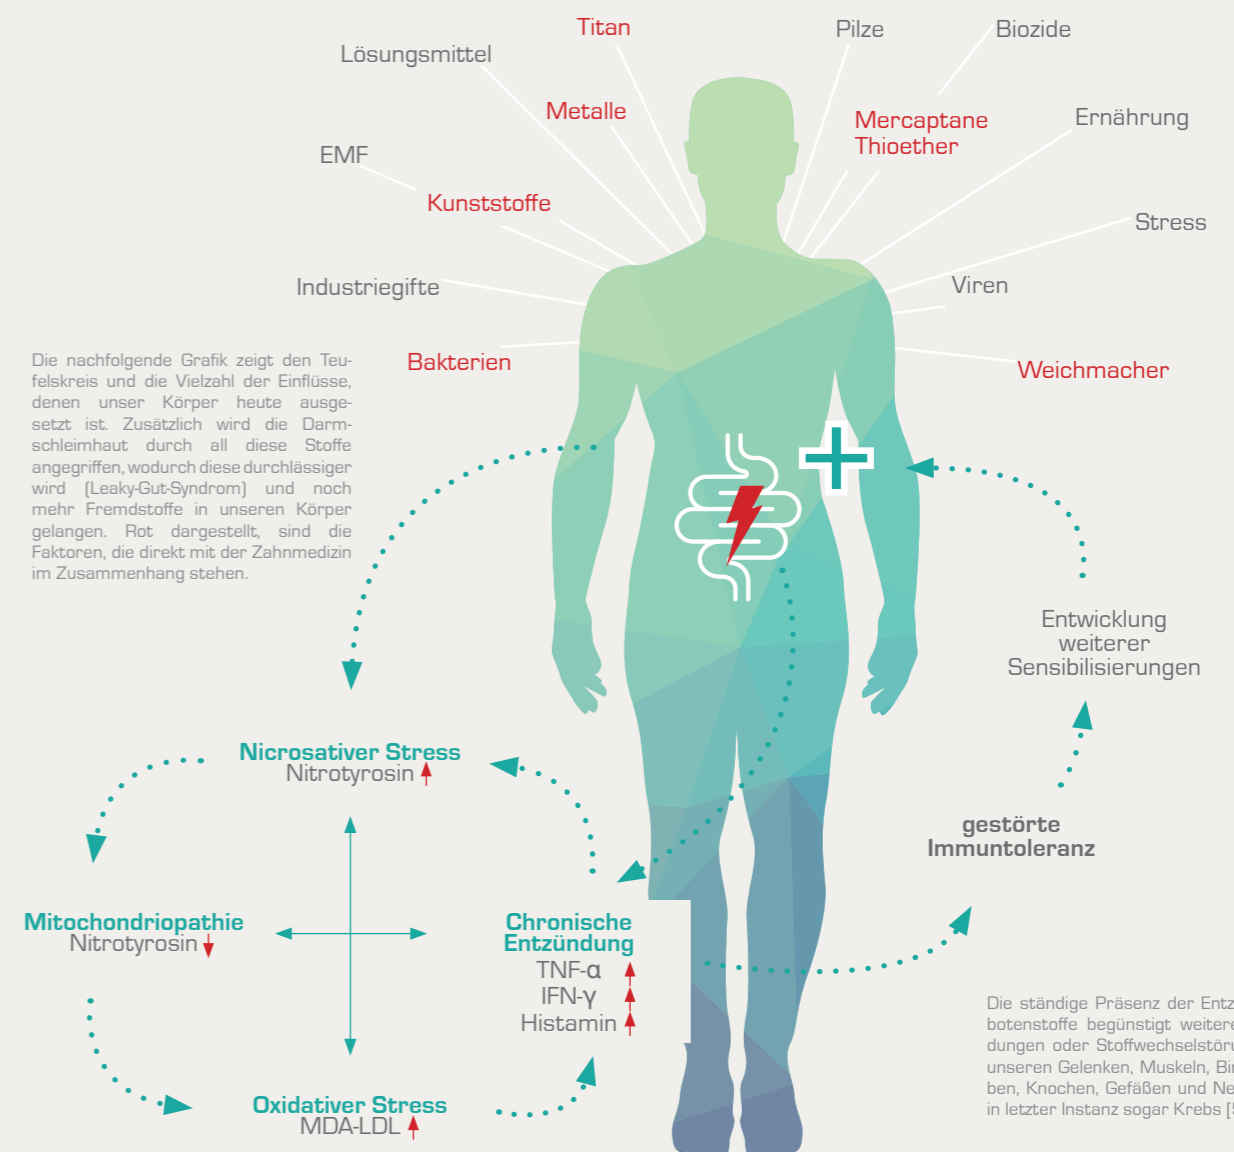 Titan
Pilze
Biozide
Lösungsmittel
Metalle
Mercaptane
Thioether
Ernährung
EMF
Kunststoffe
Stress
Industriegifte
Viren
Bakterien
Weichmacher
Die nachfolgende Grafik zeigt den Teu-
felskreis und die Vielzahl der Einflüsse,
denen unser Körper heute ausge-
setzt ist. Zusätzlich wird die Darm-
schleimhaut durch all diese Stoffe
angegriffen, wodurch diese durchlässiger
wird (Leaky-Gut-Syndrom) und noch
mehr Fremdstoffe in unseren Körper
gelangen. Rot dargestellt, sind die
Faktoren, die direkt mit der Zahnmedizin
im Zusammenhang stehen.
Entwicklung
weiterer
Sensibilisierungen
Nicrosativer Stress
Nitrotyrosin
gestörte
Immuntoleranz
Mitochondriopathie
Nitrotyrosin
Chronische
Entzündung
TNF-α
IFN-γ
Histamin
Die ständige Präsenz der Entz
botenstoffe begünstigt weitere
dungen oder Stoffwechselstöru
unseren Gelenken, Muskeln, Bin
ben, Knochen, Gefäßen und Ne
in letzter Instanz sogar Krebs [
Oxidativer Stress
MDA-LDL